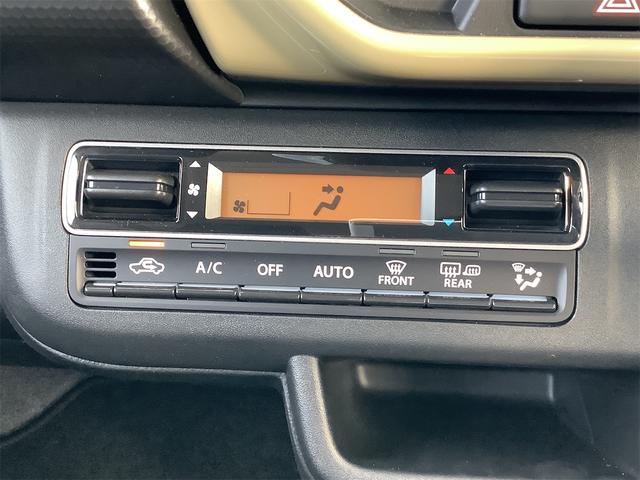 A/C OFF AUTO FRONT REAR